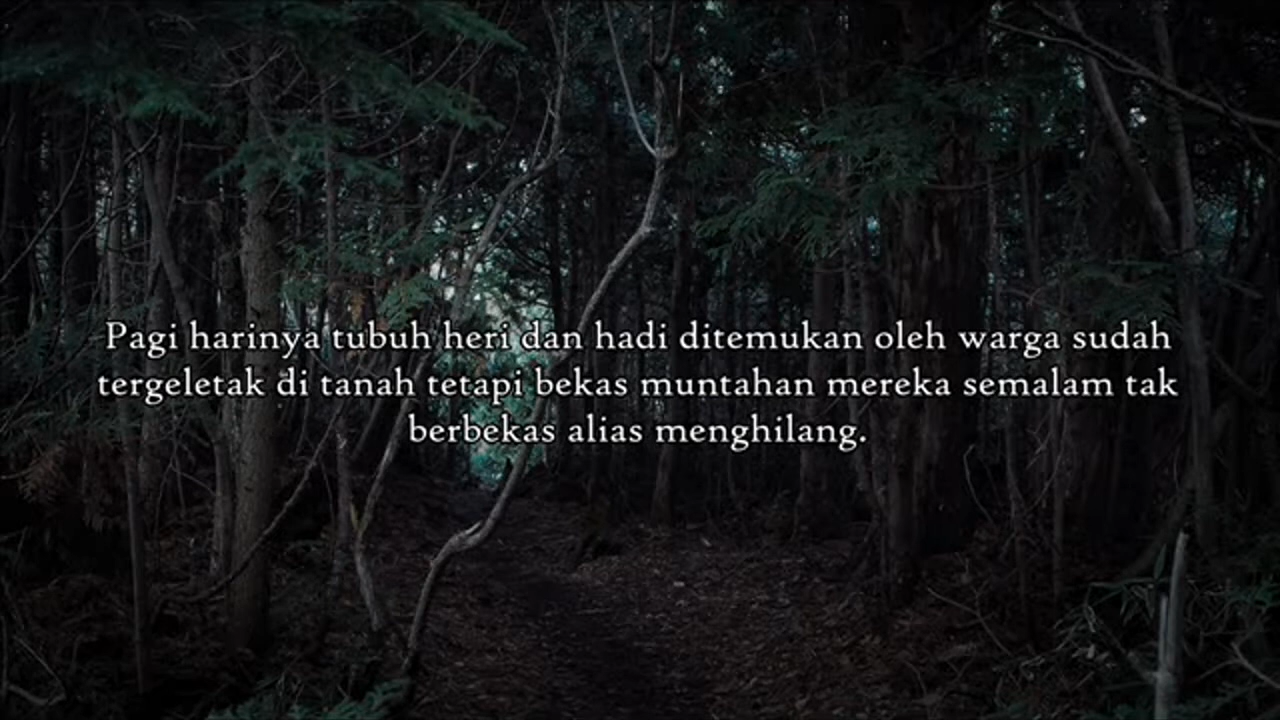 Pagi harinya tubuh heri dan hadi ditemukan oleh warga sudah
tergeletak di tanah tetapi bekas muntahan mereka semalam tak
berbekas alias menghilang.